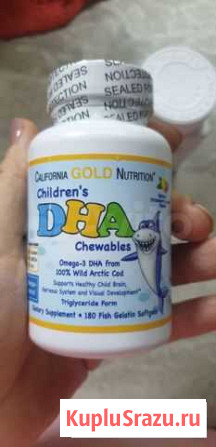 SEALED
SEALED
CALIFORNIA GOLD NUTRITION
Children's
DHA
Chewables
Omega-3 DHA from
100% Wild Arctic Cod
Supports Healthy Child Brain,
Nervous System and Visual Development
Triglyceride Form
Dietary Supplement • 180 Fish Gelatin Softgels
KupluSrazu.ru